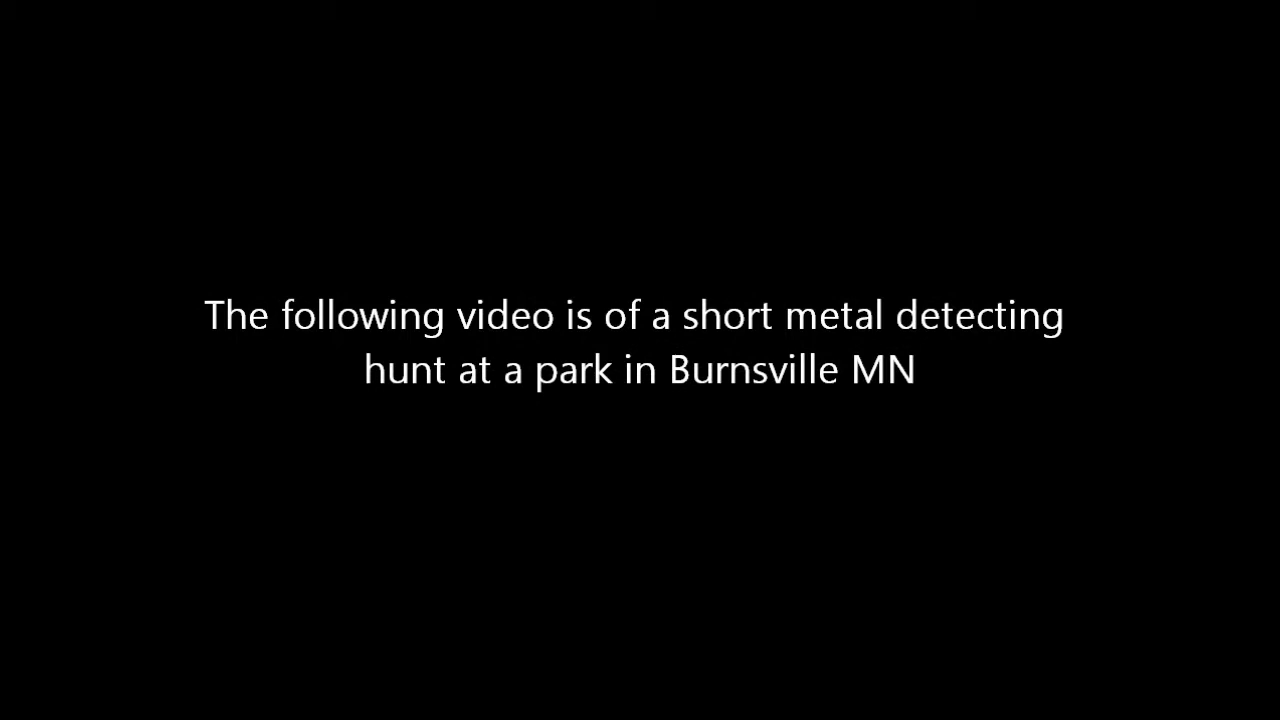 The following video is of a short metal detecting
hunt at a park in Burnsville MN